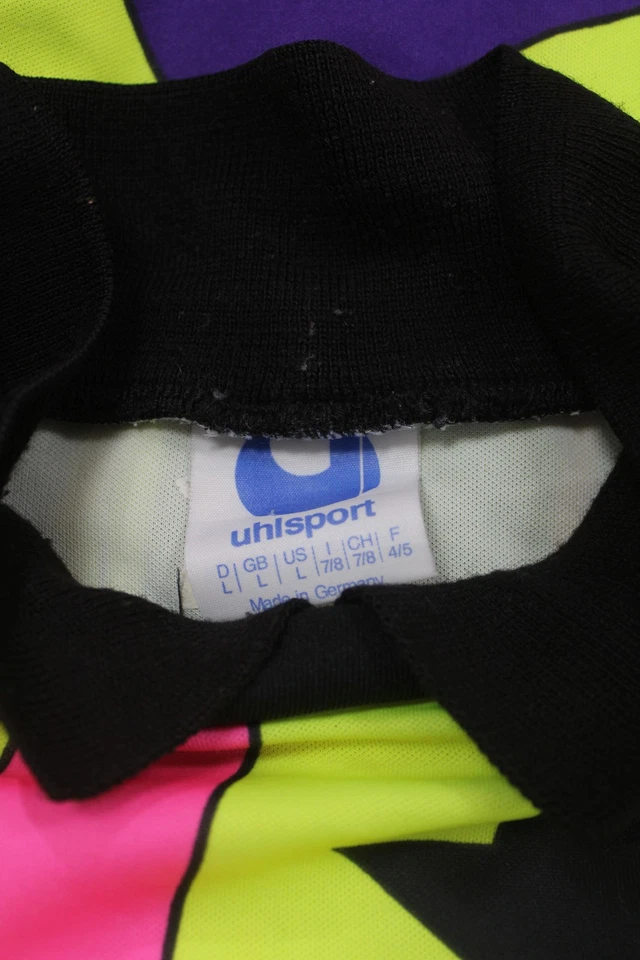 uhlsport
D GB US I CH F
L L L 7/8 7/8 4/5
Made in Germany